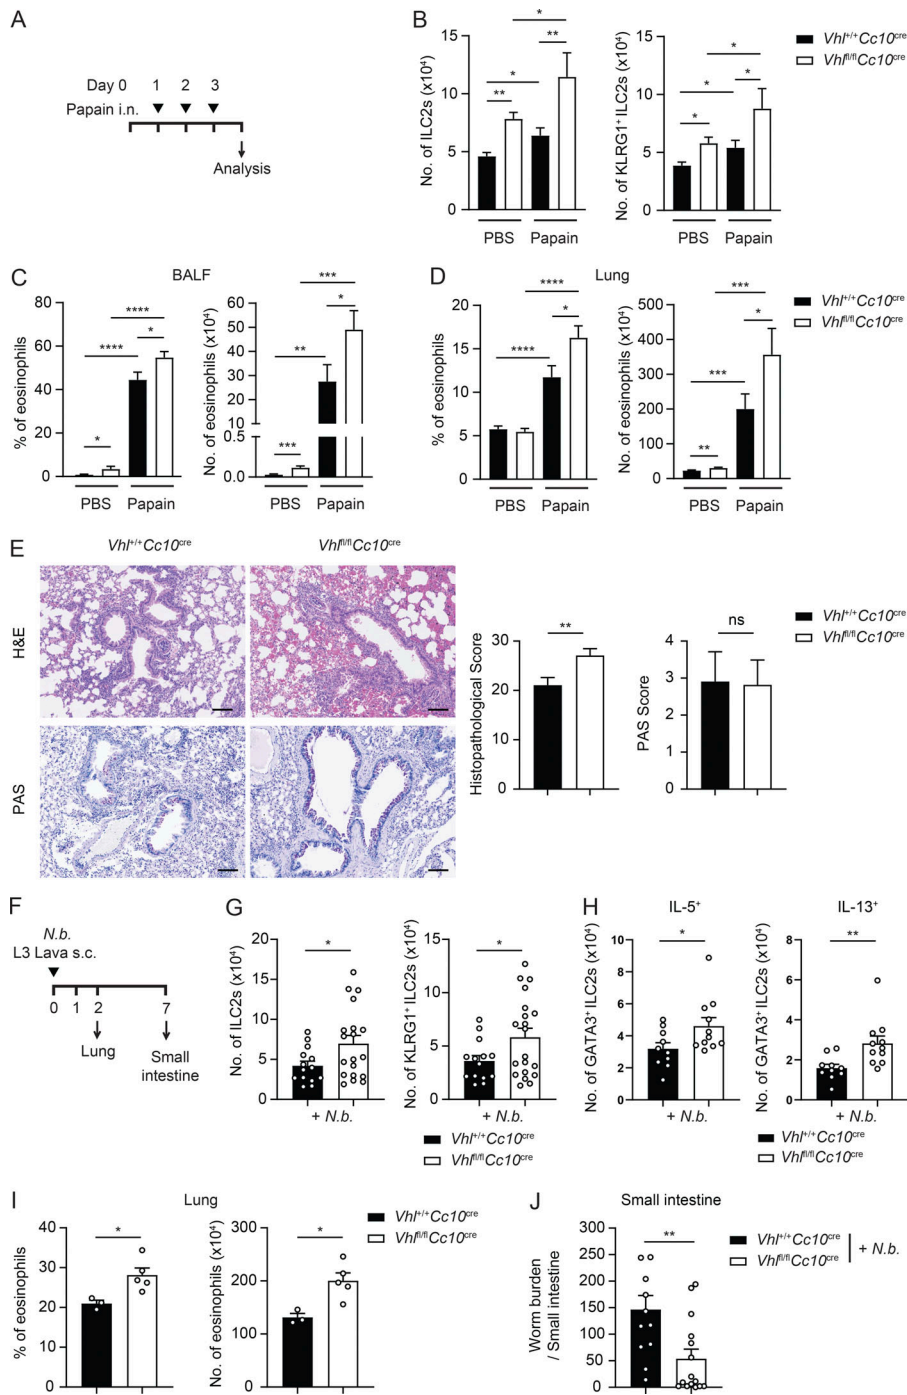 A
Day 0 1 2 3
Papain i.n.
Analysis
B
No. of ILC2s (x10⁴)
15
10
5
0
* ** * **
PBS Papain
No. of KLRG1⁺ ILC2s (x10⁴)
15
10
5
0
* * * *
PBS Papain
Vhl⁺/⁺Cc10ᶜʳᵉ
Vhlᶠˡ/ᶠˡCc10ᶜʳᵉ
C
BALF
% of eosinophils
80
60
40
20
0
* **** **** *
PBS Papain
No. of eosinophils (x10⁴)
60
50
40
30
20
10
0.5
0.0
*** ** *** *
PBS Papain
D
Lung
% of eosinophils
20
15
10
5
0
**** **** *
PBS Papain
No. of eosinophils (x10⁴)
500
400
300
200
100
0
** *** *** *
PBS Papain
Vhl⁺/⁺Cc10ᶜʳᵉ
Vhlᶠˡ/ᶠˡCc10ᶜʳᵉ
E
Vhl⁺/⁺Cc10ᶜʳᵉ
Vhlᶠˡ/ᶠˡCc10ᶜʳᵉ
H&E
PAS
Histopathological Score
30
20
10
0
**
PAS Score
4
3
2
1
0
ns
Vhl⁺/⁺Cc10ᶜʳᵉ
Vhlᶠˡ/ᶠˡCc10ᶜʳᵉ
F
N.b.
L3 Lava s.c.
0 1 2 7
Lung
Small
intestine
G
No. of ILC2s (x10⁴)
20
15
10
5
0
*
+ N.b.
No. of KLRG1⁺ ILC2s (x10⁴)
15
10
5
0
*
+ N.b.
Vhl⁺/⁺Cc10ᶜʳᵉ
Vhlᶠˡ/ᶠˡCc10ᶜʳᵉ
H
IL-5⁺
No. of GATA3⁺ ILC2s (x10⁴)
10
8
6
4
2
0
*
+ N.b.
IL-13⁺
No. of GATA3⁺ ILC2s (x10⁴)
8
6
4
2
0
**
+ N.b.
Vhl⁺/⁺Cc10ᶜʳᵉ
Vhlᶠˡ/ᶠˡCc10ᶜʳᵉ
I
Lung
% of eosinophils
40
30
20
10
0
*
No. of eosinophils (x10⁴)
300
200
100
0
*
Vhl⁺/⁺Cc10ᶜʳᵉ
Vhlᶠˡ/ᶠˡCc10ᶜʳᵉ
J
Small intestine
Worm burden
/ Small intestine
300
250
200
150
100
50
0
**
Vhl⁺/⁺Cc10ᶜʳᵉ
Vhlᶠˡ/ᶠˡCc10ᶜʳᵉ
+ N.b.